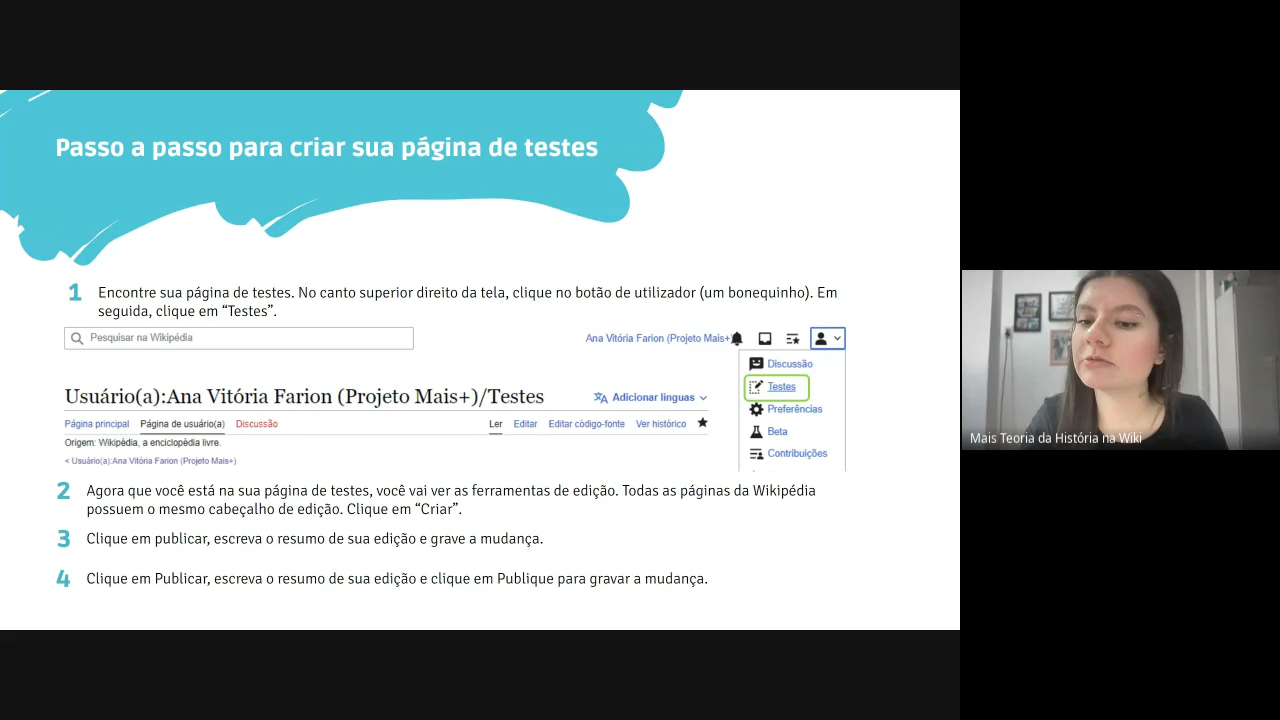 Passo a passo para criar sua página de testes
1 Encontre sua página de testes. No canto superior direito da tela, clique no botão de utilizador (um bonequinho). Em
seguida, clique em “Testes”.
Pesquisar na Wikipédia
Ana Vitória Farion (Projeto Mais+
Discussão
Testes
Preferências
Beta
Contribuições
Usuário(a):Ana Vitória Farion (Projeto Mais+)/Testes
Adicionar línguas
Página principal Página de usuário(a) Discussão Ler Editar Editar código-fonte Ver histórico
Origem: Wikipédia, a enciclopédia livre.
< Usuário(a):Ana Vitória Farion (Projeto Mais+)
2 Agora que você está na sua página de testes, você vai ver as ferramentas de edição. Todas as páginas da Wikipédia
possuem o mesmo cabeçalho de edição. Clique em “Criar”.
3 Clique em publicar, escreva o resumo de sua edição e grave a mudança.
4 Clique em Publicar, escreva o resumo de sua edição e clique em Publique para gravar a mudança.
Mais Teoria da História na Wiki